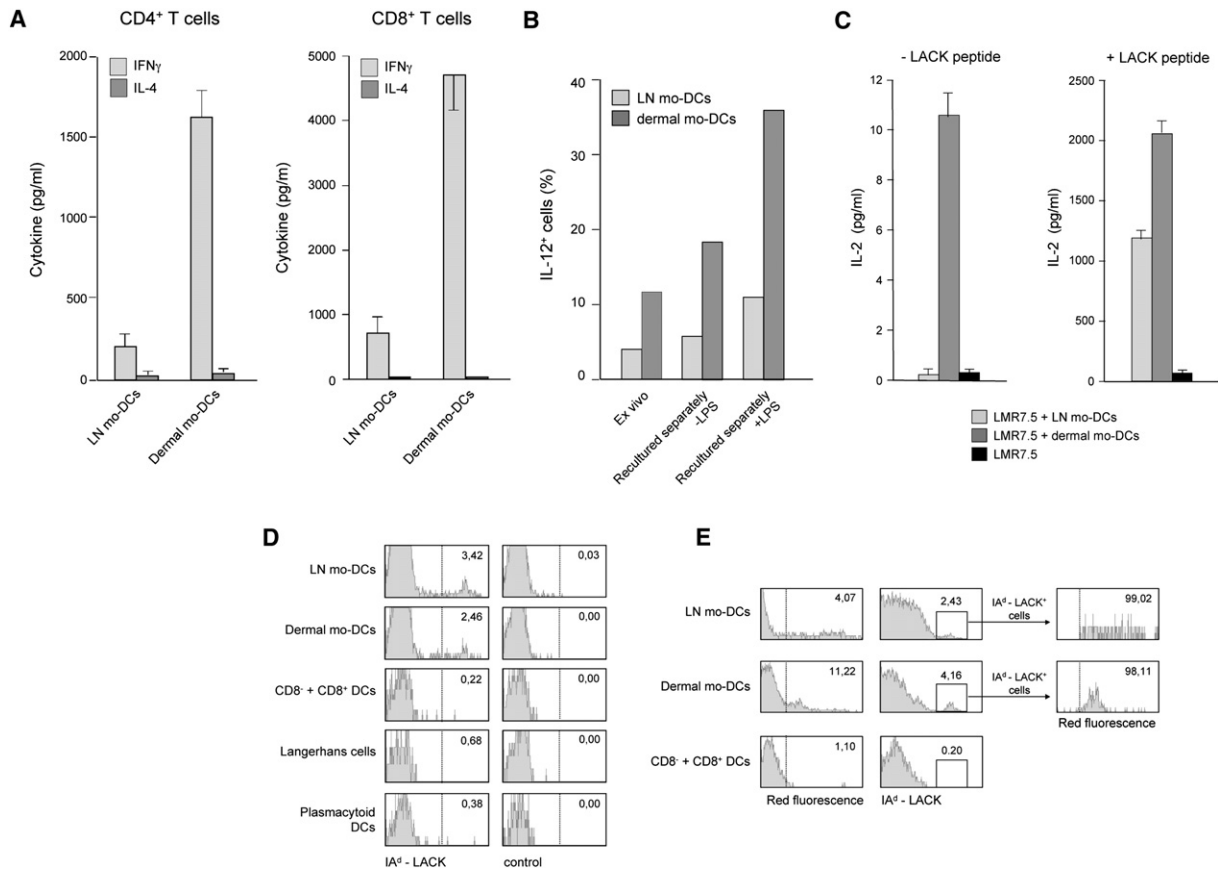 A
CD4⁺ T cells
CD8⁺ T cells
Cytokine (pg/ml)
2000
1500
1000
500
0
IFNγ
IL-4
LN mo-DCs
Dermal mo-DCs
Cytokine (pg/ml)
5000
4000
3000
2000
1000
0
IFNγ
IL-4
LN mo-DCs
Dermal mo-DCs
B
IL-12⁺ cells (%)
40
30
20
10
0
LN mo-DCs
dermal mo-DCs
Ex vivo
Recultured separately
-LPS
Recultured separately
+LPS
C
- LACK peptide
+ LACK peptide
IL-2 (pg/ml)
12
10
8
6
4
2
0
IL-2 (pg/ml)
2500
2000
1500
1000
500
0
LMR7.5 + LN mo-DCs
LMR7.5 + dermal mo-DCs
LMR7.5
D
LN mo-DCs
3,42
0,03
Dermal mo-DCs
2,46
0,00
CD8⁻ + CD8⁺ DCs
0,22
0,00
Langerhans cells
0,68
0,00
Plasmacytoid
DCs
0,38
0,00
IAᵈ - LACK
control
E
LN mo-DCs
4,07
2,43
IAᵈ - LACK⁺
cells
99,02
Dermal mo-DCs
11,22
4,16
IAᵈ - LACK⁺
cells
98,11
Red fluorescence
CD8⁻ + CD8⁺ DCs
1,10
0.20
Red fluorescence
IAᵈ - LACK